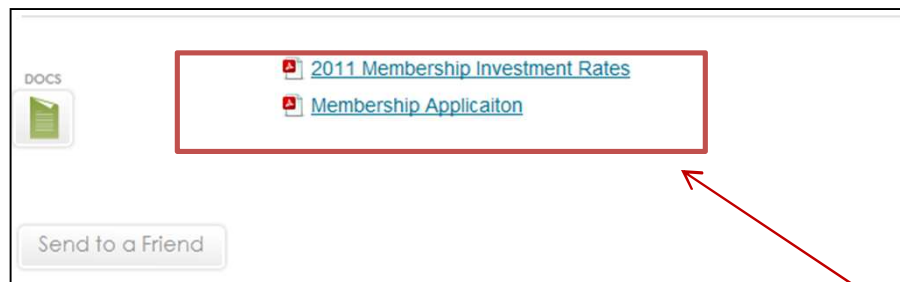 2011 Membership Investment Rates
DOCS
Membership Applicaiton
Send to a Friend